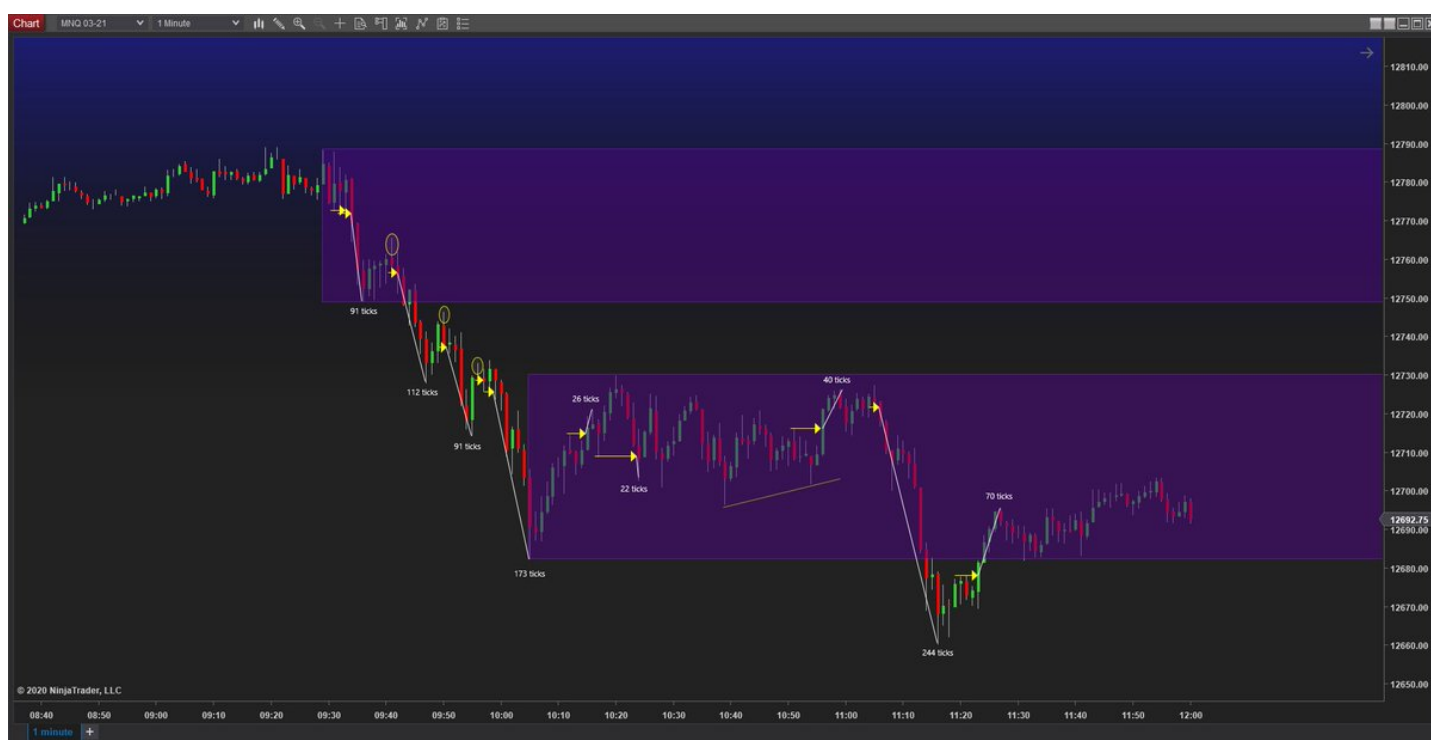 Chart MNQ 03-21 1 Minute
12810.00
12800.00
12790.00
12780.00
12770.00
12760.00
12750.00
12740.00
12730.00
12720.00
12710.00
12700.00
12692.75
12690.00
12680.00
12670.00
12660.00
12650.00
91 ticks
112 ticks
91 ticks
173 ticks
26 ticks
22 ticks
40 ticks
244 ticks
70 ticks
© 2020 NinjaTrader, LLC
08:40 08:50 09:00 09:10 09:20 09:30 09:40 09:50 10:00 10:10 10:20 10:30 10:40 10:50 11:00 11:10 11:20 11:30 11:40 11:50 12:00
1 minute +